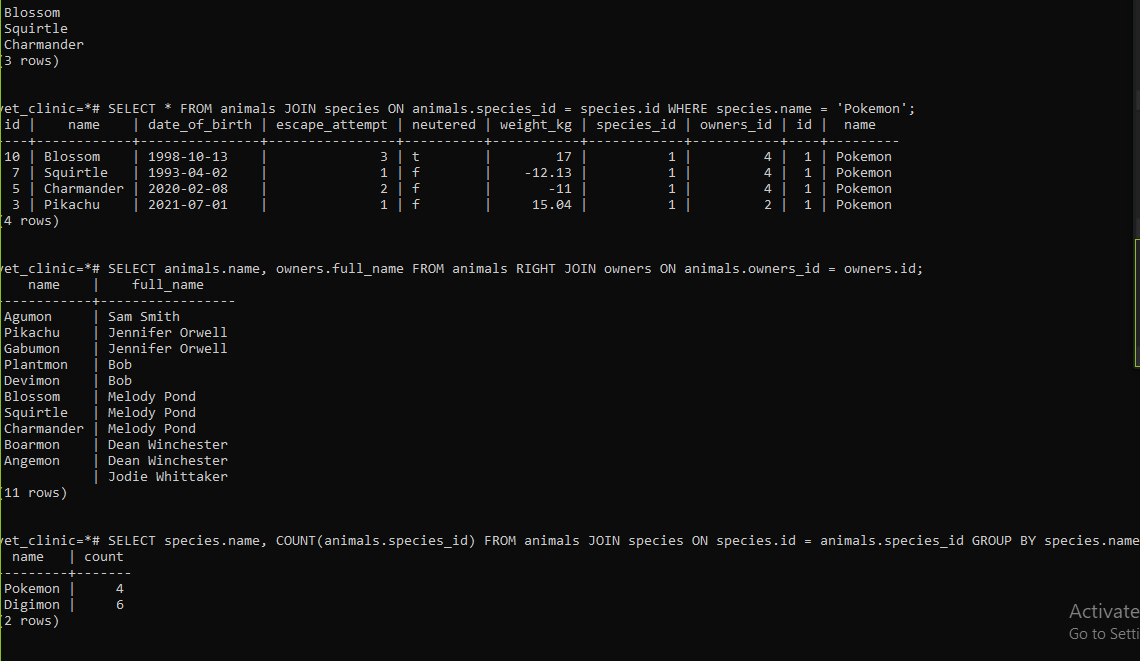 Blossom
Squirtle
Charmander
(3 rows)
vet_clinic=*# SELECT * FROM animals JOIN species ON animals.species_id = species.id WHERE species.name = 'Pokemon';
id |    name    | date_of_birth | escape_attempt | neutered | weight_kg | species_id | owners_id | id |  name
----+------------+---------------+----------------+----------+-----------+------------+-----------+----+---------
10 | Blossom    | 1998-10-13    |              3 | t        |        17 |          1 |         4 |  1 | Pokemon
7 | Squirtle   | 1993-04-02    |              1 | f        |    -12.13 |          1 |         4 |  1 | Pokemon
5 | Charmander | 2020-02-08    |              2 | f        |       -11 |          1 |         4 |  1 | Pokemon
3 | Pikachu    | 2021-07-01    |              1 | f        |     15.04 |          1 |         2 |  1 | Pokemon
(4 rows)
vet_clinic=*# SELECT animals.name, owners.full_name FROM animals RIGHT JOIN owners ON animals.owners_id = owners.id;
name    |    full_name
------------+-----------------
Agumon     | Sam Smith
Pikachu    | Jennifer Orwell
Gabumon    | Jennifer Orwell
Plantmon   | Bob
Devimon    | Bob
Blossom    | Melody Pond
Squirtle   | Melody Pond
Charmander | Melody Pond
Boarmon    | Dean Winchester
Angemon    | Dean Winchester
| Jodie Whittaker
(11 rows)
vet_clinic=*# SELECT species.name, COUNT(animals.species_id) FROM animals JOIN species ON species.id = animals.species_id GROUP BY species.name
name   | count
---------+-------
Pokemon |     4
Digimon |     6
(2 rows)
Activate
Go to Setti